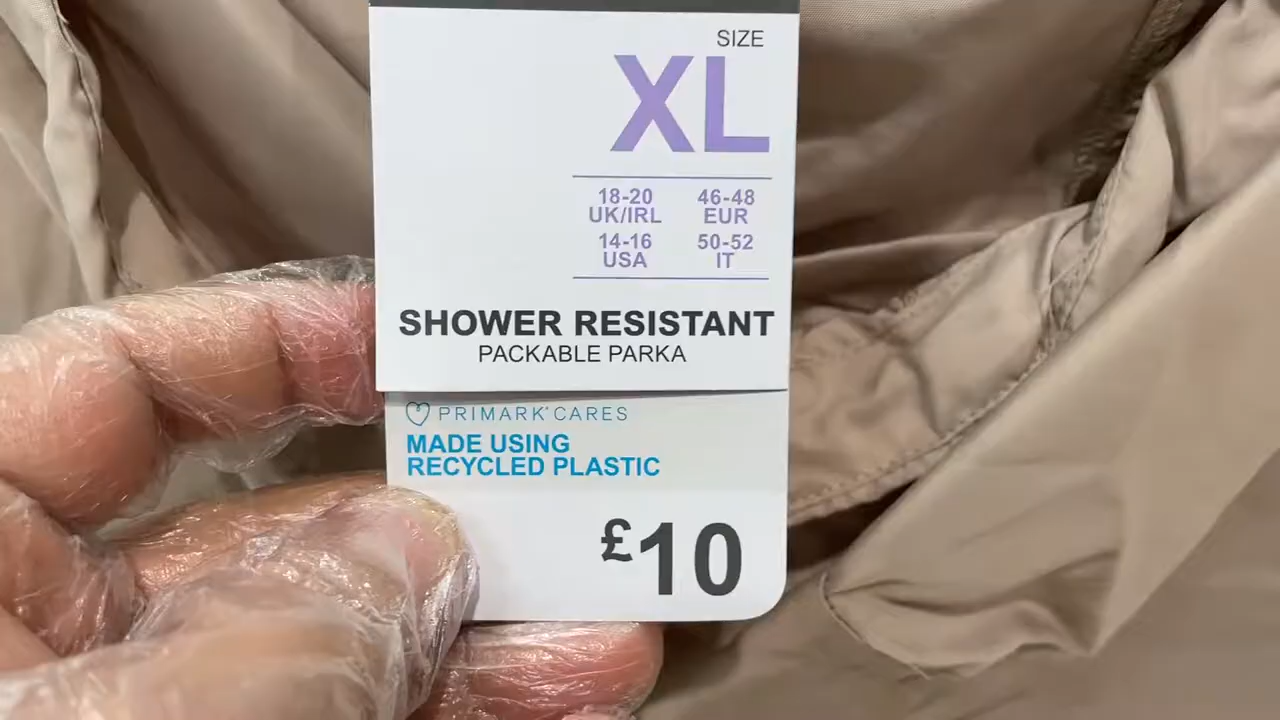 SIZE
XL
18-20 46-48
UK/IRL EUR
14-16 50-52
USA IT
SHOWER RESISTANT
PACKABLE PARKA
PRIMARK® CARES
MADE USING
RECYCLED PLASTIC
£10